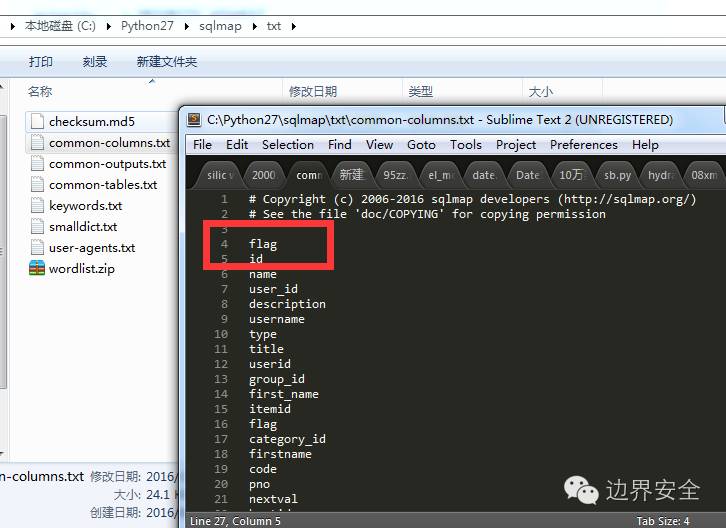 本地磁盘 (C:) Python27 sqlmap txt
打印 刻录 新建文件夹
名称 修改日期 类型 大小
checksum.md5
common-columns.txt
common-outputs.txt
common-tables.txt
keywords.txt
smalldict.txt
user-agents.txt
wordlist.zip
C:\Python27\sqlmap\txt\common-columns.txt - Sublime Text 2 (UNREGISTERED)
File Edit Selection Find View Goto Tools Project Preferences Help
silic 2000 comn 新建 95zz. el_m date. Date 10万 sb.py hydra 08xm
1 # Copyright (c) 2006-2016 sqlmap developers (http://sqlmap.org/)
2 # See the file 'doc/COPYING' for copying permission
3
4 flag
5 id
6 name
7 user_id
8 description
9 username
10 type
11 title
12 userid
13 group_id
14 first_name
15 itemid
16 flag
17 category_id
18 firstname
19 code
20 pno
21 nextval
Line 27, Column 5 Tab Size: 4
n-columns.txt 修改日期: 2016/
大小: 24.1
创建日期: 2016/
边界安全